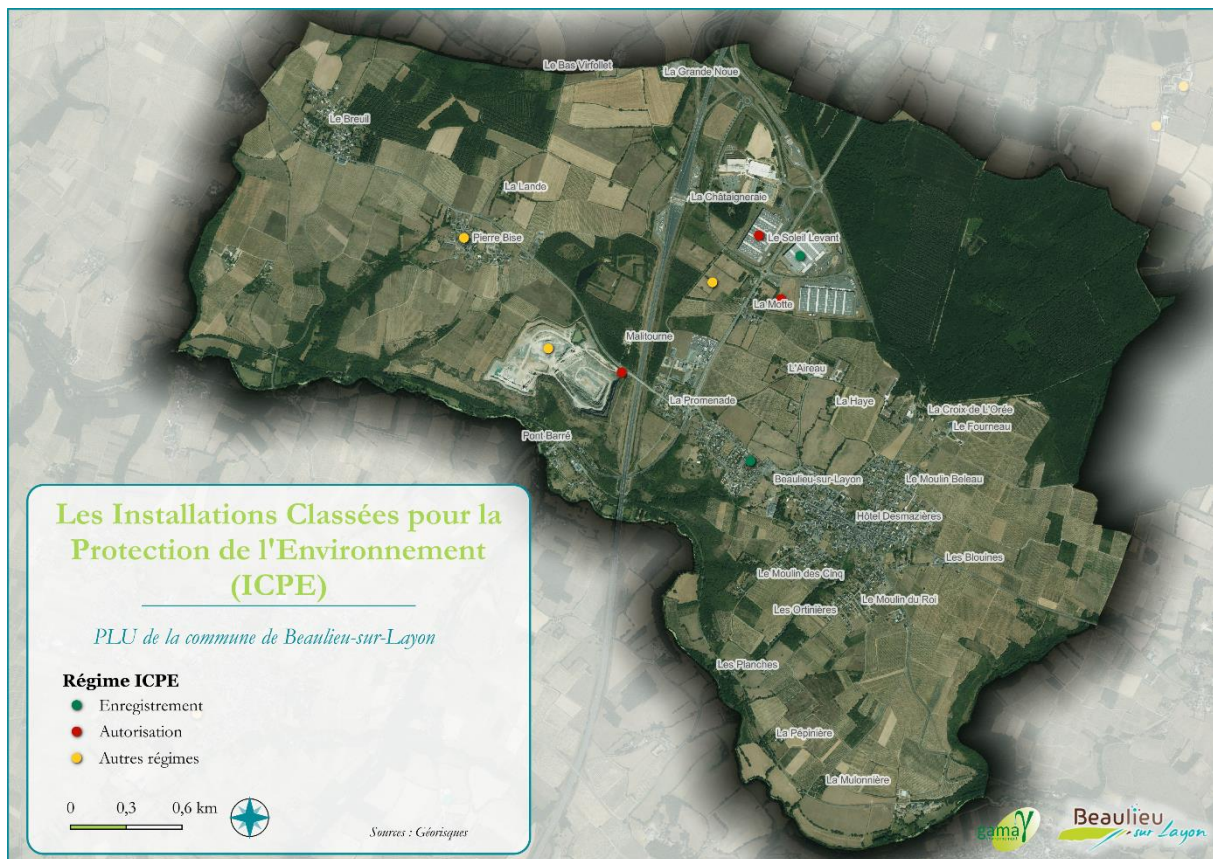 Le Bas Virfollet
La Grande Noue
Le Breuil
La Lande
La Châtaigneraie
Pierre Bise
Le Soleil Levant
La Motte
Malitourne
L'Aireau
La Promenade
La Haye
La Croix de L'Orée
Le Fourneau
Pont Barré
Beaulieu-sur-Layon
Le Moulin Beleau
Hôtel Desmazières
Les Blouines
Le Moulin des Cinq
Le Moulin du Roi
Les Ortinières
Les Planches
La Pépinière
La Mulonnière
Les Installations Classées pour la
Protection de l'Environnement
(ICPE)
PLU de la commune de Beaulieu-sur-Layon
Régime ICPE
Enregistrement
Autorisation
Autres régimes
0 0,3 0,6 km
Sources : Géorisques
gama
Beaulieu
sur Layon